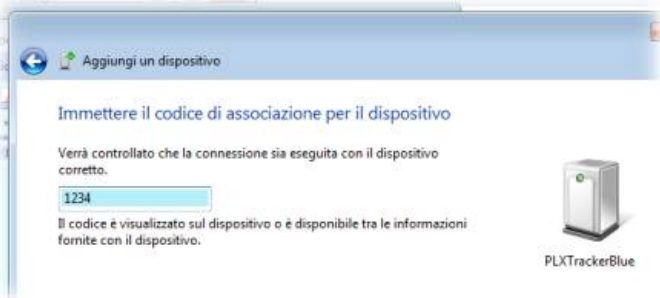 Aggiungi un dispositivo
Immettere il codice di associazione per il dispositivo
Verrà controllato che la connessione sia eseguita con il dispositivo
corretto.
1234
Il codice è visualizzato sul dispositivo o è disponibile tra le informazioni
fornite con il dispositivo.
PLXTrackerBlue